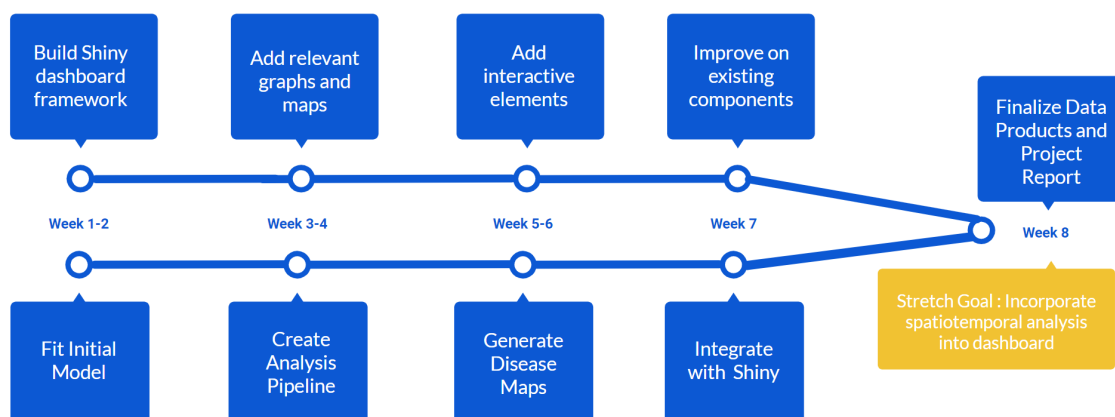 Build Shiny
dashboard
framework
Add relevant
graphs and
maps
Add
interactive
elements
Improve on
existing
components
Finalize Data
Products and
Project
Report
Week 1-2
Week 3-4
Week 5-6
Week 7
Week 8
Fit Initial
Model
Create
Analysis
Pipeline
Generate
Disease
Maps
Integrate
with Shiny
Stretch Goal : Incorporate
spatiotemporal analysis
into dashboard